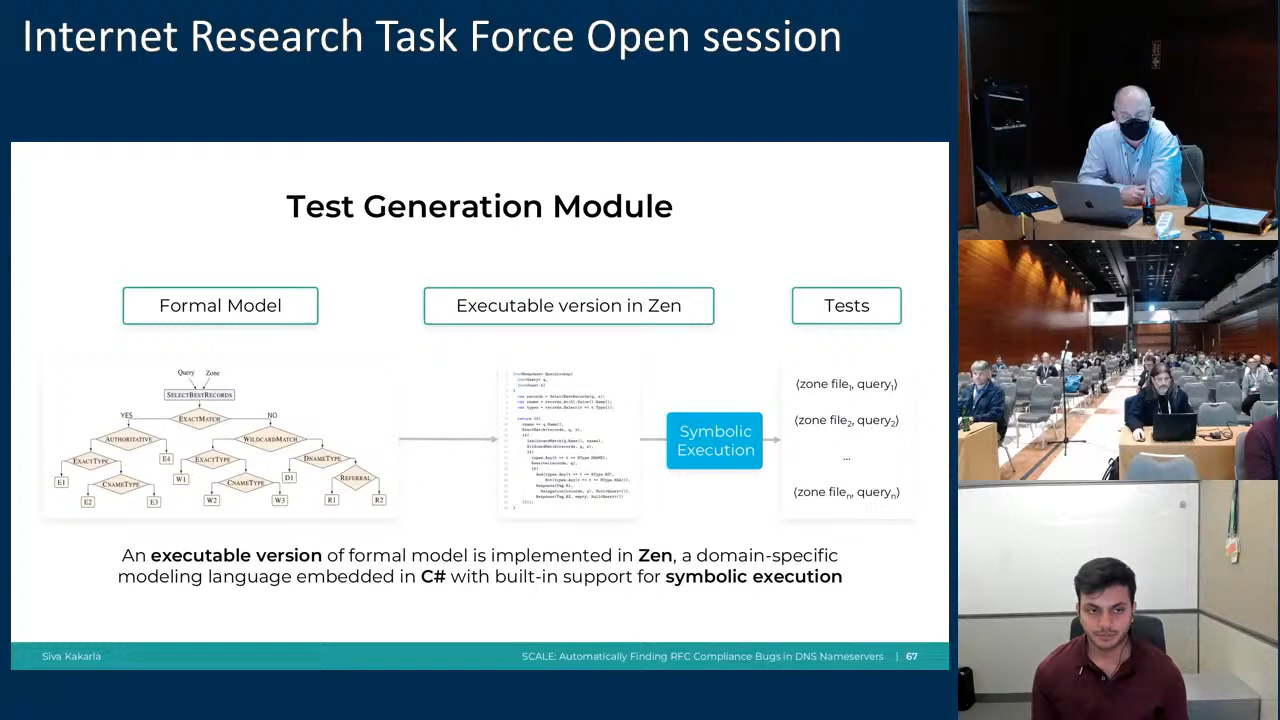 Internet Research Task Force Open session
Test Generation Module
Formal Model
Executable version in Zen
Tests
Query Zone
SELECTBESTRECORDS
YES EXACTMATCH NO
AUTHORITATIVE WILDCARDMATCH
EXACTTYPE E4 EXACTTYPE DNAMETYPE
E1 CNAMETYPE W1 CNAMETYPE D1 REFERRAL
E2 E3 W2 W3 R1 R2
Symbolic
Execution
⟨zone file₁, query₁⟩
⟨zone file₂, query₂⟩
...
⟨zone fileₙ, queryₙ⟩
An executable version of formal model is implemented in Zen, a domain-specific
modeling language embedded in C# with built-in support for symbolic execution
Siva Kakarla
SCALE: Automatically Finding RFC Compliance Bugs in DNS Nameservers | 67